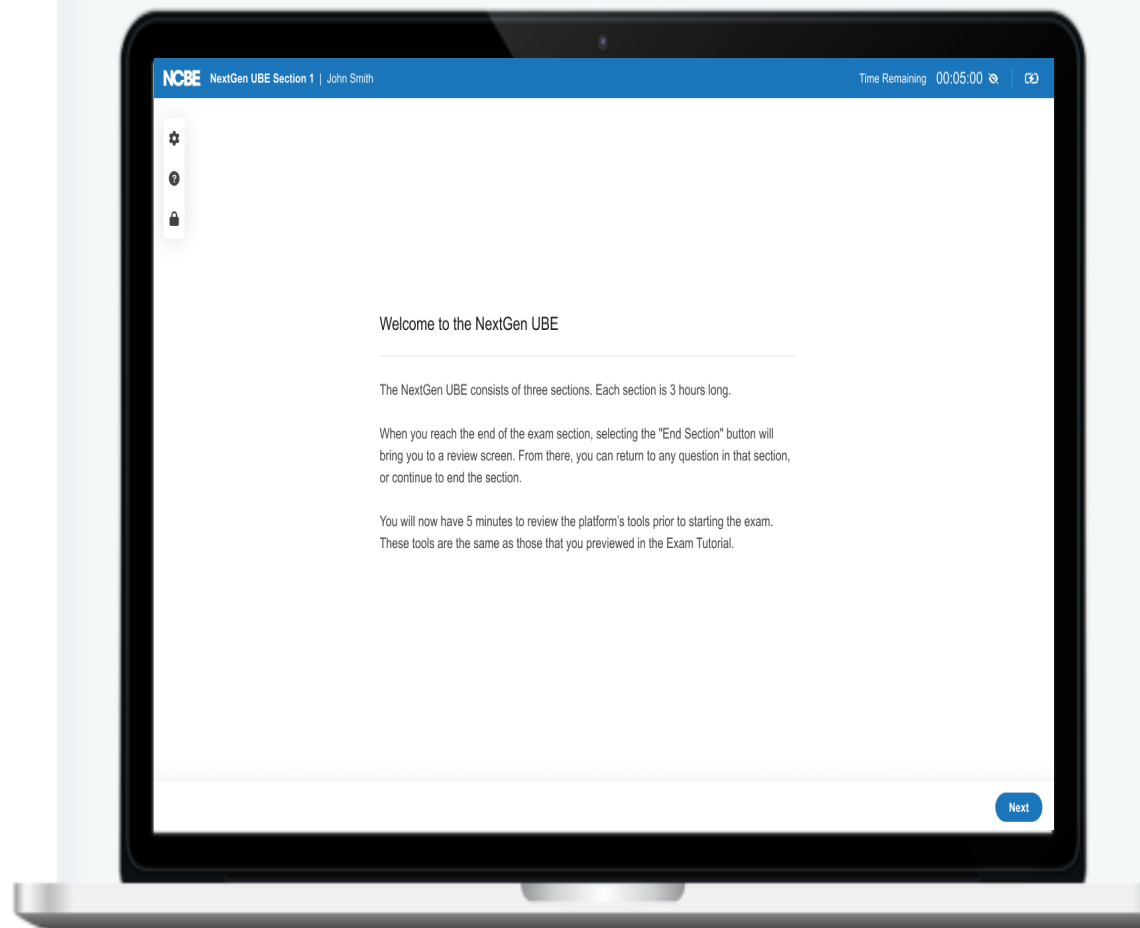 NCBE NextGen UBE Section 1 | John Smith Time Remaining 00:05:00
Welcome to the NextGen UBE
The NextGen UBE consists of three sections. Each section is 3 hours long.
When you reach the end of the exam section, selecting the "End Section" button will
bring you to a review screen. From there, you can return to any question in that section,
or continue to end the section.
You will now have 5 minutes to review the platform's tools prior to starting the exam.
These tools are the same as those that you previewed in the Exam Tutorial.
Next